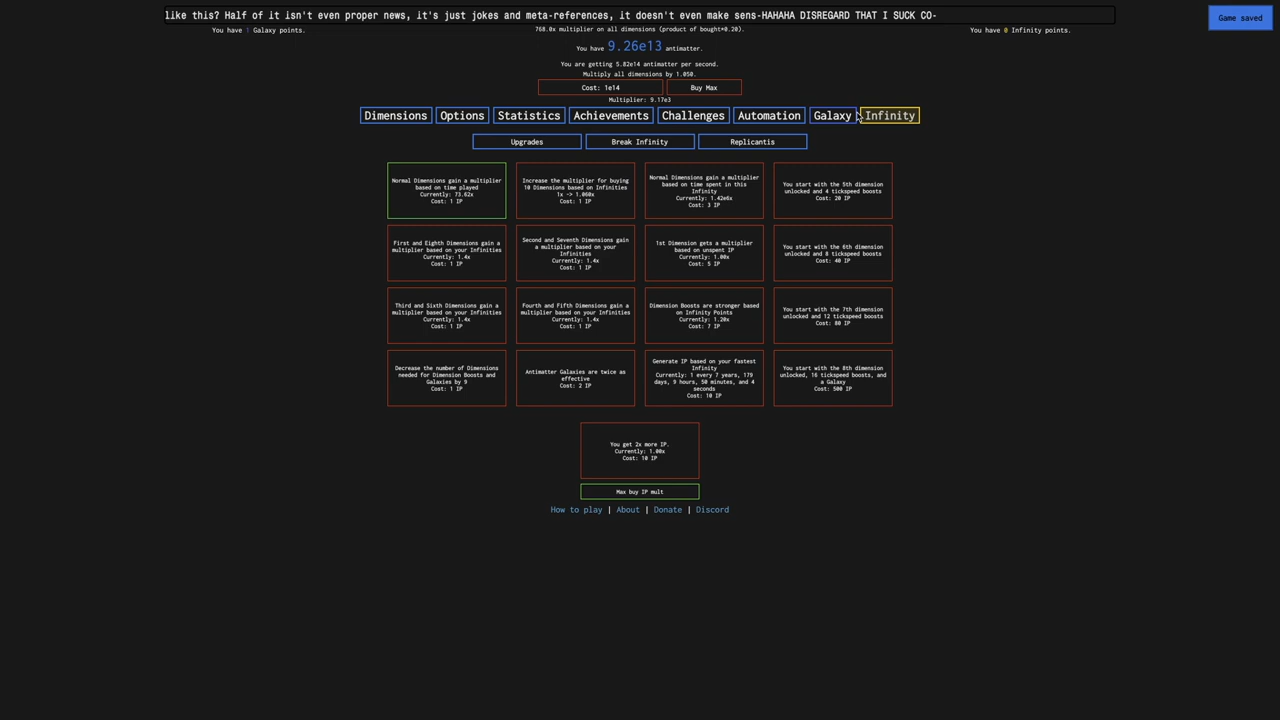 like this? Half of it isn't even proper news, it's just jokes and meta-references, it doesn't even make sens-HAHAHA DISREGARD THAT I SUCK CO-
Game saved
You have 1 Galaxy points.
768.0x multiplier on all dimensions (product of bought*0.20).
You have 0 Infinity points.
You have 9.26e13 antimatter.
You are getting 5.82e14 antimatter per second.
Multiply all dimensions by 1.050.
Cost: 1e14
Buy Max
Multiplier: 9.17e3
Dimensions
Options
Statistics
Achievements
Challenges
Automation
Galaxy
Infinity
Upgrades
Break Infinity
Replicantis
Normal Dimensions gain a multiplier
based on time played
Currently: 73.62x
Cost: 1 IP
Increase the multiplier for buying
10 Dimensions based on Infinities
1x -> 1.060x
Cost: 1 IP
Normal Dimensions gain a multiplier
based on time spent in this
Infinity
Currently: 1.42e6x
Cost: 3 IP
You start with the 5th dimension
unlocked and 4 tickspeed boosts
Cost: 20 IP
First and Eighth Dimensions gain a
multiplier based on your Infinities
Currently: 1.4x
Cost: 1 IP
Second and Seventh Dimensions gain
a multiplier based on your
Infinities
Currently: 1.4x
Cost: 1 IP
1st Dimension gets a multiplier
based on unspent IP
Currently: 1.00x
Cost: 5 IP
You start with the 6th dimension
unlocked and 8 tickspeed boosts
Cost: 40 IP
Third and Sixth Dimensions gain a
multiplier based on your Infinities
Currently: 1.4x
Cost: 1 IP
Fourth and Fifth Dimensions gain a
multiplier based on your Infinities
Currently: 1.4x
Cost: 1 IP
Dimension Boosts are stronger based
on Infinity Points
Currently: 1.20x
Cost: 7 IP
You start with the 7th dimension
unlocked and 12 tickspeed boosts
Cost: 80 IP
Decrease the number of Dimensions
needed for Dimension Boosts and
Galaxies by 9
Cost: 1 IP
Antimatter Galaxies are twice as
effective
Cost: 2 IP
Generate IP based on your fastest
Infinity
Currently: 1 every 7 years, 179
days, 9 hours, 50 minutes, and 4
seconds
Cost: 10 IP
You start with the 8th dimension
unlocked, 16 tickspeed boosts, and
a Galaxy
Cost: 500 IP
You get 2x more IP.
Currently: 1.00x
Cost: 10 IP
Max buy IP mult
How to play | About | Donate | Discord